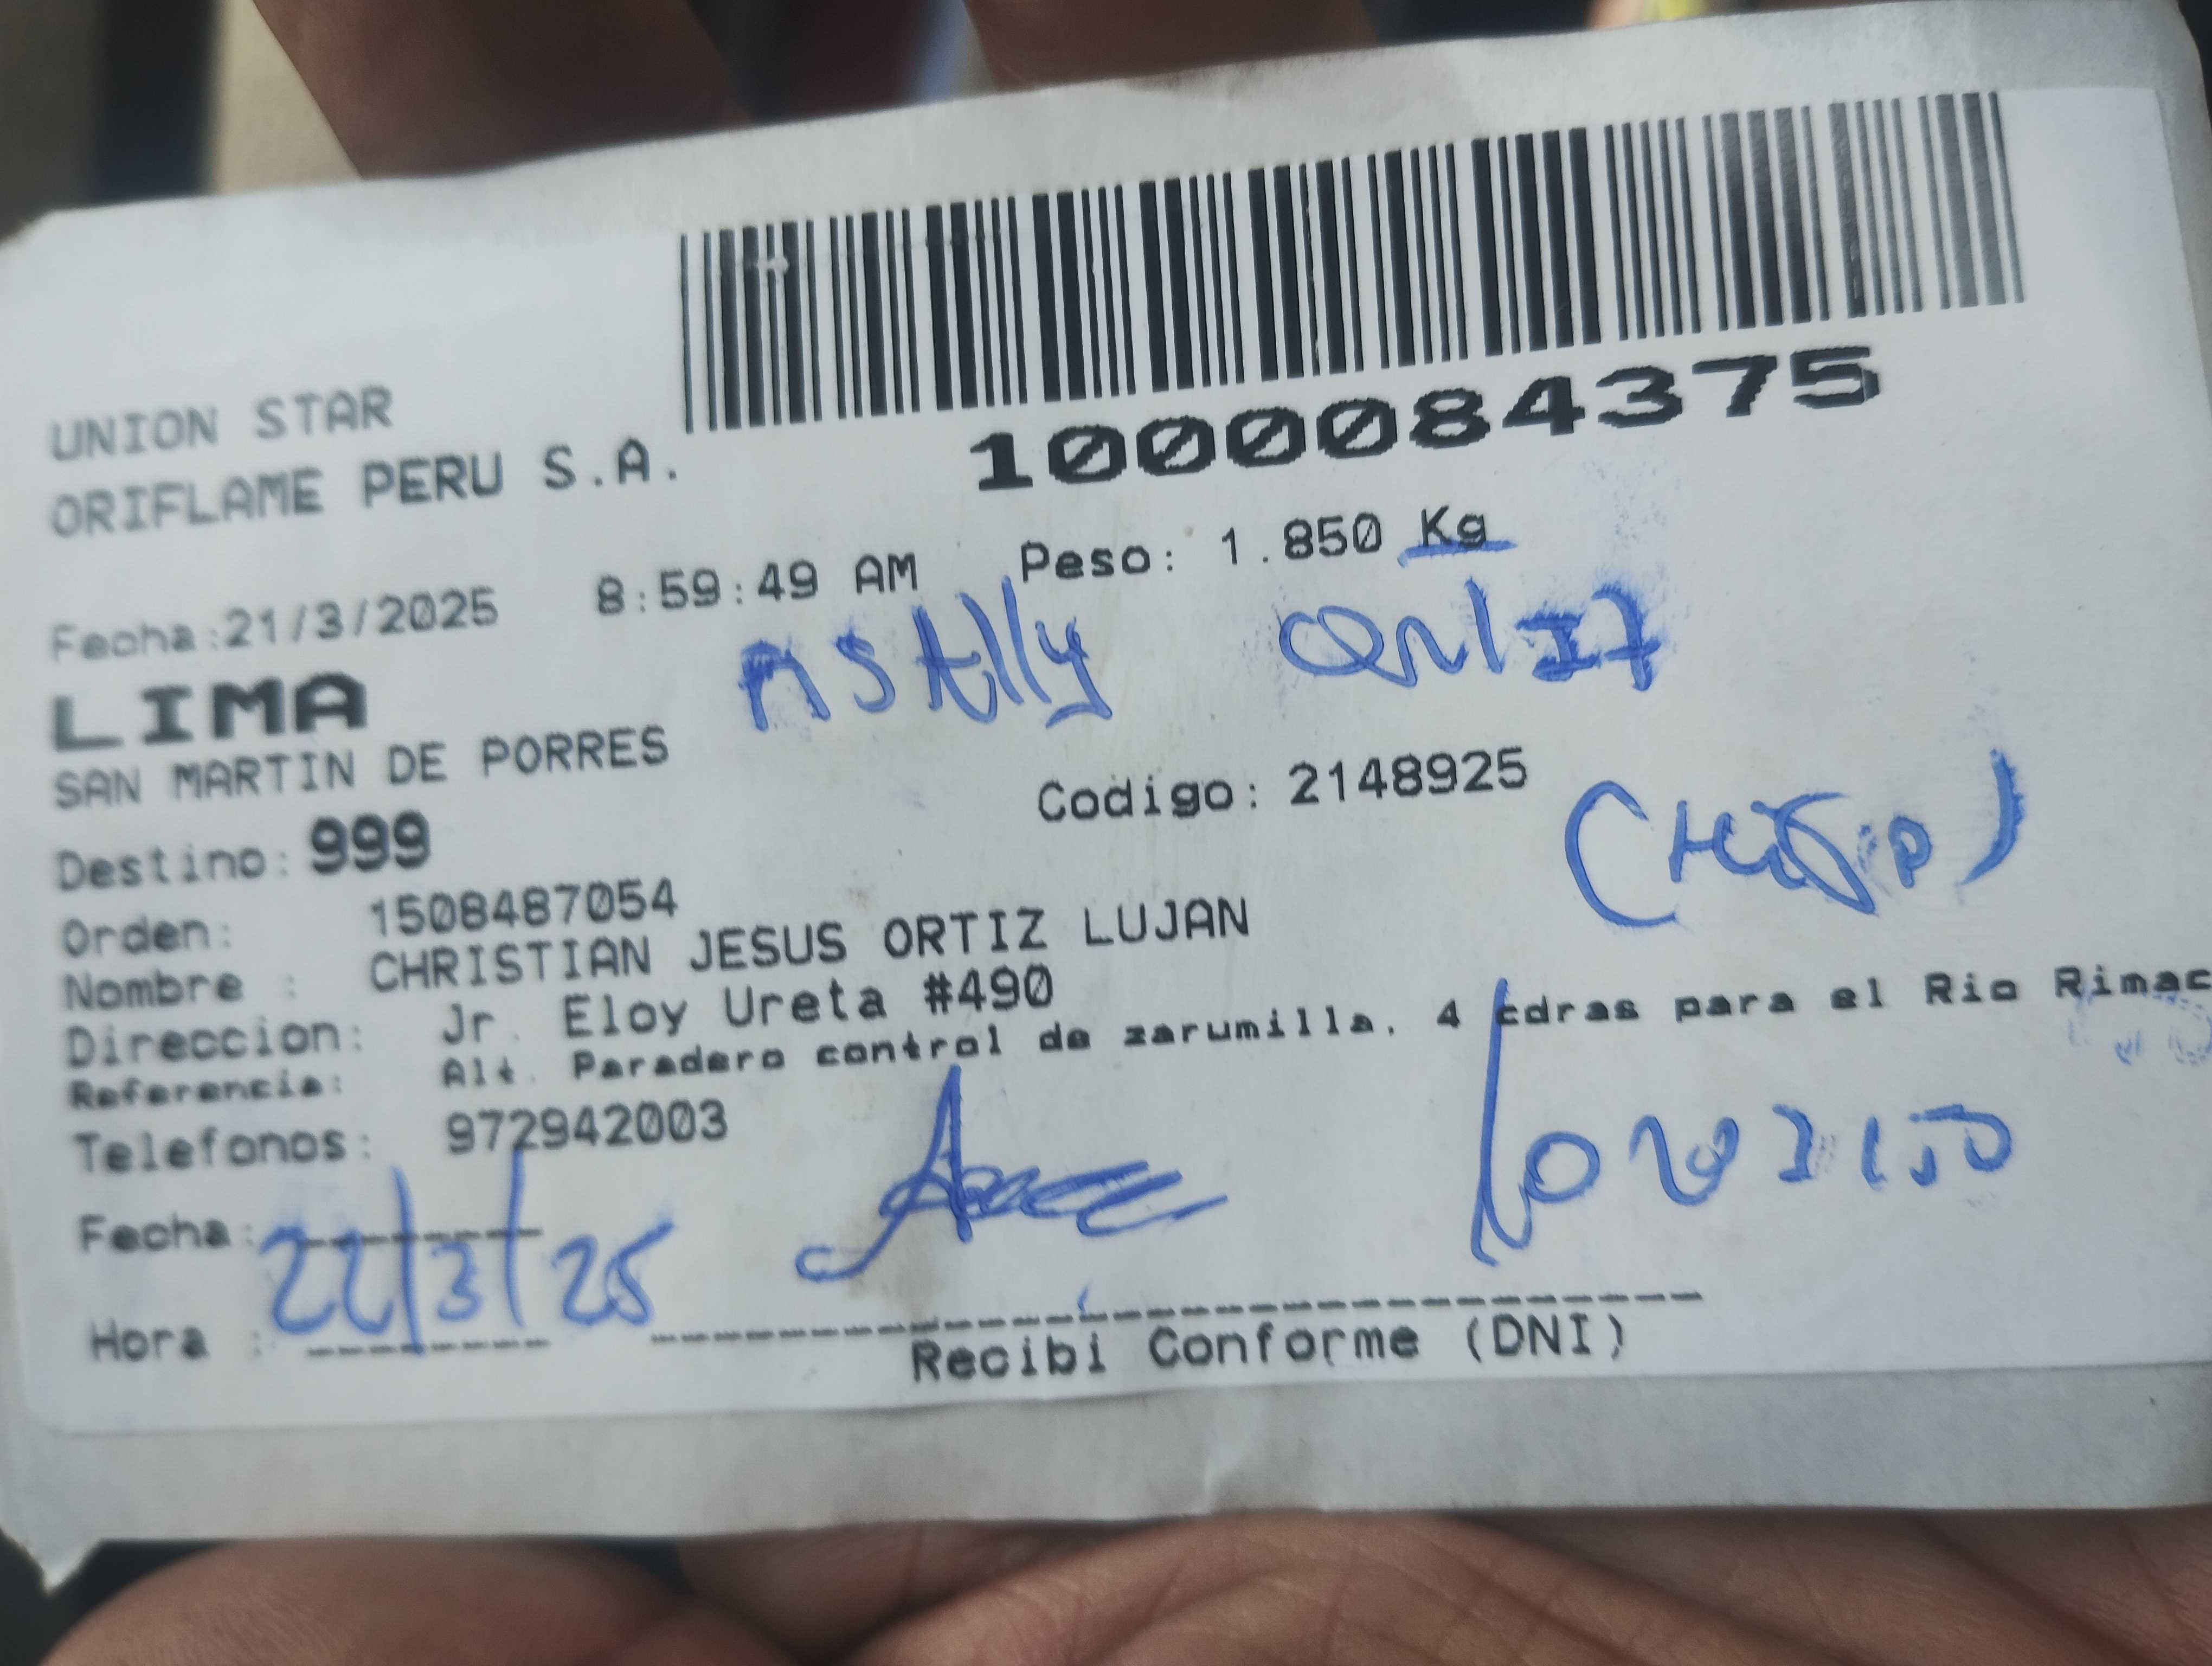 UNION STAR
ORIFLAME PERU S.A.
1000084375
Fecha:21/3/2025 8:59:49 AM Peso: 1.850 Kg
LIMA
SAN MARTIN DE PORRES
Destino: 999 Codigo: 2148925
Orden: 1508487054
Nombre : CHRISTIAN JESUS ORTIZ LUJAN
Direccion: Jr. Eloy Ureta #490
Referencia: Alt. Paradero control de zarumilla. 4 cdras para el Rio Rimac
Telefonos: 972942003
Fecha: 22/3/25
Hora :
Recibi Conforme (DNI)